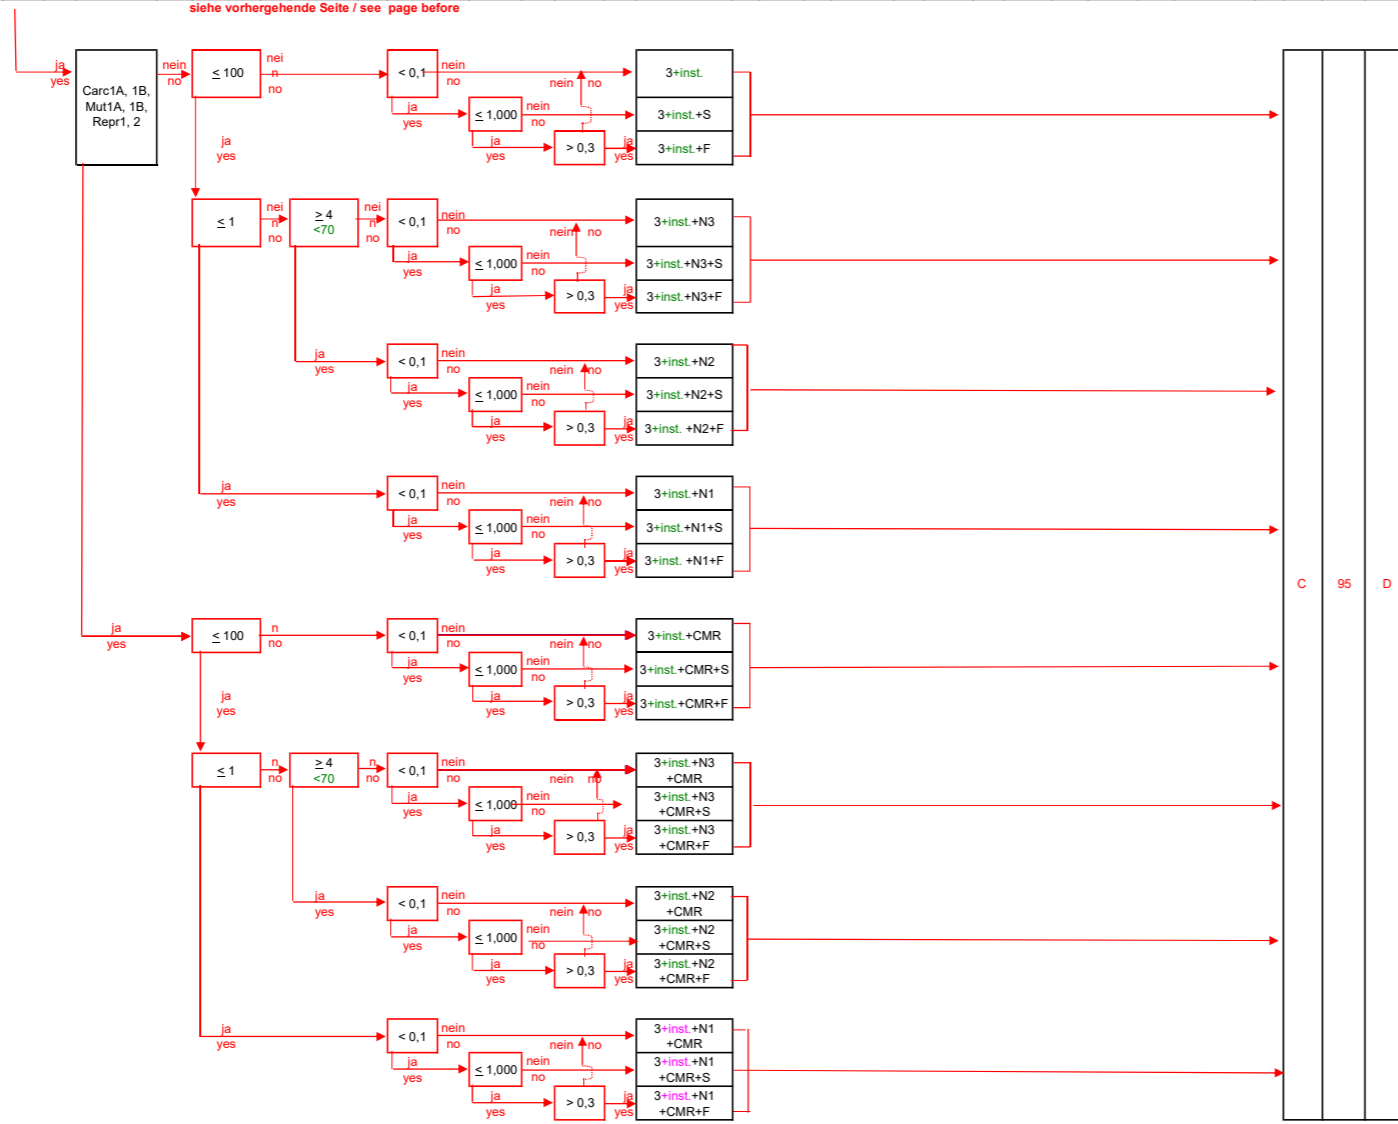 siehe vorhergehende Seite / see page before
ja
yes
Carc1A, 1B,
Mut1A, 1B,
Repr1, 2
nein
no
≤ 100
nei
n
no
< 0,1
nein
no
nein no
3+inst.
ja
yes
≤ 1,000
nein
no
3+inst.+S
ja
yes
> 0,3
ja
yes
3+inst.+F
ja
yes
≤ 1
nei
n
no
≥ 4
<70
nei
n
no
< 0,1
nein
no
nein no
3+inst.+N3
ja
yes
≤ 1,000
nein
no
3+inst.+N3+S
ja
yes
> 0,3
ja
yes
3+inst.+N3+F
ja
yes
< 0,1
nein
no
nein no
3+inst.+N2
ja
yes
≤ 1,000
nein
no
3+inst.+N2+S
ja
yes
> 0,3
ja
yes
3+inst. +N2+F
ja
yes
< 0,1
nein
no
nein no
3+inst.+N1
ja
yes
≤ 1,000
nein
no
3+inst.+N1+S
ja
yes
> 0,3
ja
yes
3+inst. +N1+F
C 95 D
ja
yes
≤ 100
n
no
< 0,1
nein
no
nein no
3+inst.+CMR
ja
yes
≤ 1,000
nein
no
3+inst.+CMR+S
ja
yes
> 0,3
ja
yes
3+inst.+CMR+F
ja
yes
≤ 1
n
no
≥ 4
<70
n
no
< 0,1
nein
no
nein no
3+inst.+N3
+CMR
ja
yes
≤ 1,000
nein
no
3+inst.+N3
+CMR+S
ja
yes
> 0,3
ja
yes
3+inst.+N3
+CMR+F
ja
yes
< 0,1
nein
no
nein no
3+inst.+N2
+CMR
ja
yes
≤ 1,000
nein
no
3+inst.+N2
+CMR+S
ja
yes
> 0,3
ja
yes
3+inst.+N2
+CMR+F
ja
yes
< 0,1
nein
no
nein no
3+inst.+N1
+CMR
ja
yes
≤ 1,000
nein
no
3+inst.+N1
+CMR+S
ja
yes
> 0,3
ja
yes
3+inst.+N1
+CMR+F